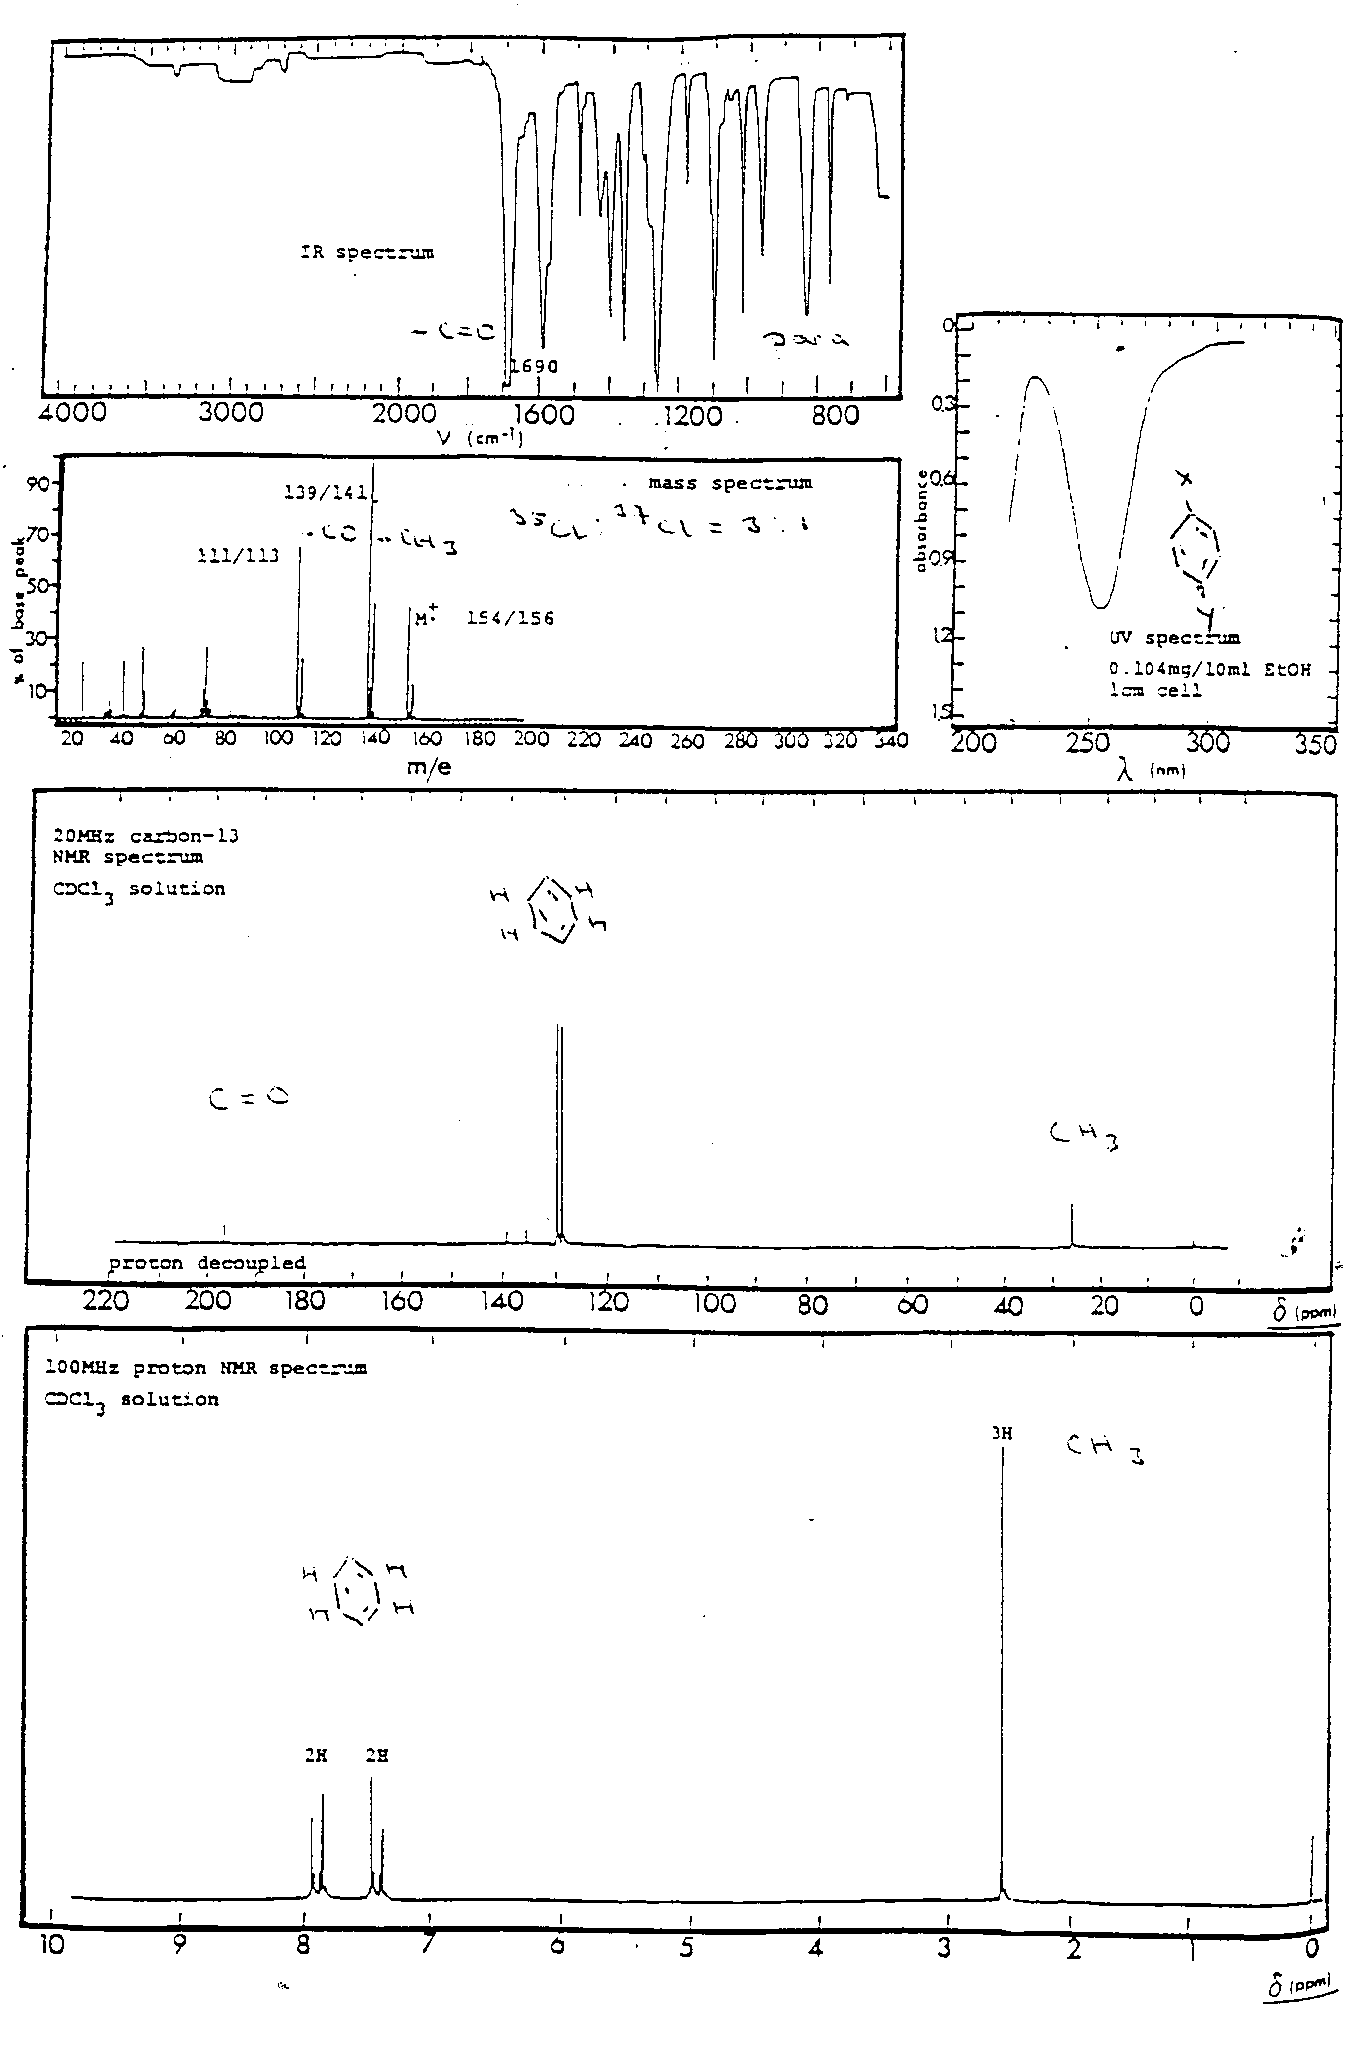 IR spectrum
- C=O
para
1690
4000 3000 2000 1600 1200 800
ν (cm⁻¹)
0
0.3
0.6
0.9
1.2
1.5
absorbance
X
Y
UV spectrum
0.104mg/10ml EtOH
1cm cell
200 250 300 350
λ (nm)
mass spectrum
139/141
³⁵Cl : ³⁷Cl = 3 : 1
-CO
-CH₃
111/113
M⁺· 154/156
90
70
50
30
10
% of base peak
20 40 60 80 100 120 140 160 180 200 220 240 260 280 300 320 340
m/e
20MHz carbon-13
NMR spectrum
CDCl₃ solution
H H
H H
C=O
CH₃
proton decoupled
220 200 180 160 140 120 100 80 60 40 20 0 δ (ppm)
100MHz proton NMR spectrum
CDCl₃ solution
3H CH₃
H H
H H
2H 2H
10 9 8 7 6 5 4 3 2 1 0
δ (ppm)